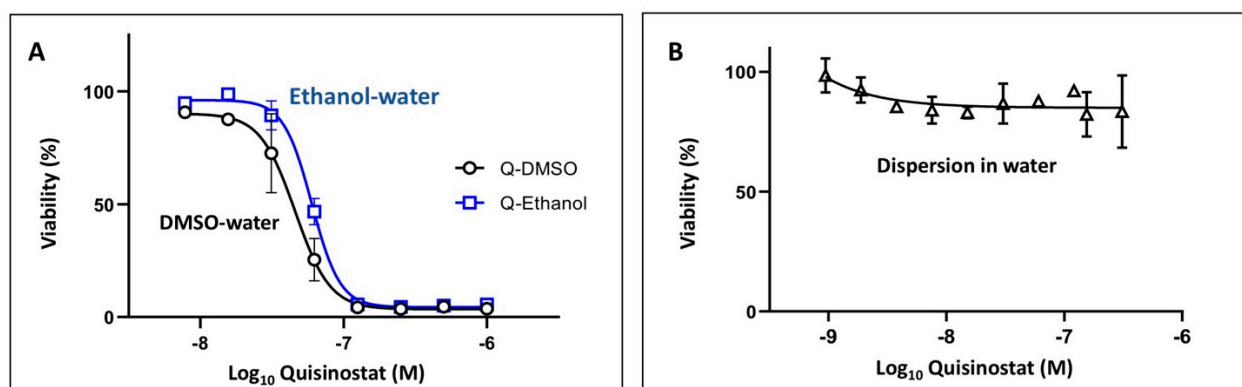 A
Ethanol-water
Q-DMSO
Q-Ethanol
DMSO-water
Viability (%)
100
50
0
-8
-7
-6
Log10 Quisinostat (M)
B
Dispersion in water
Viability (%)
100
50
0
-9
-8
-7
-6
Log10 Quisinostat (M)